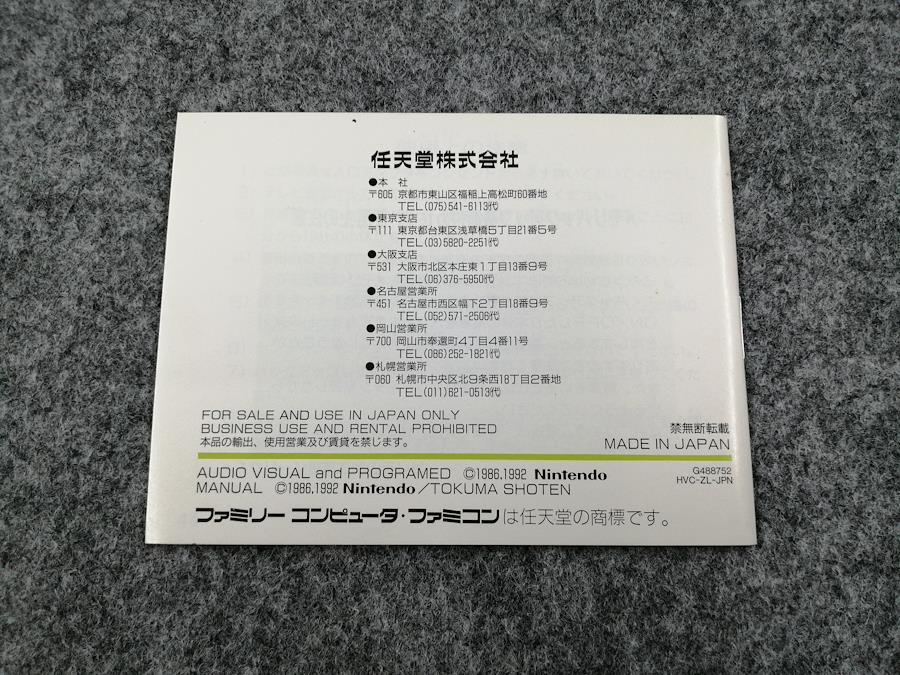 任天堂株式会社
●本 社
〒605 京都市東山区福稲上高松町60番地
TEL(075)541-6113代
●東京支店
〒111 東京都台東区浅草橋5丁目21番5号
TEL(03)5820-2251代
●大阪支店
〒531 大阪市北区本庄東1丁目13番9号
TEL(06)376-5950代
●名古屋営業所
〒451 名古屋市西区幅下2丁目18番9号
TEL(052)571-2506代
●岡山営業所
〒700 岡山市奉還町4丁目4番11号
TEL(086)252-1821代
●札幌営業所
〒060 札幌市中央区北9条西18丁目2番地
TEL(011)621-0513代
FOR SALE AND USE IN JAPAN ONLY
BUSINESS USE AND RENTAL PROHIBITED
本品の輸出、使用営業及び賃貸を禁じます。
禁無断転載
MADE IN JAPAN
AUDIO VISUAL and PROGRAMED ©1986,1992 Nintendo
MANUAL ©1986,1992 Nintendo/TOKUMA SHOTEN
G488752
HVC-ZL-JPN
ファミリー コンピュータ・ファミコンは任天堂の商標です。